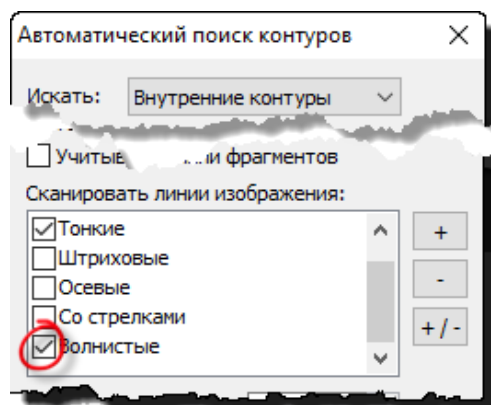 Автоматический поиск контуров
Искать: Внутренние контуры
фрагментов
Сканировать линии изображения:
Тонкие
+
Штриховые
Осевые
-
Со стрелками
+ / -
Волнистые